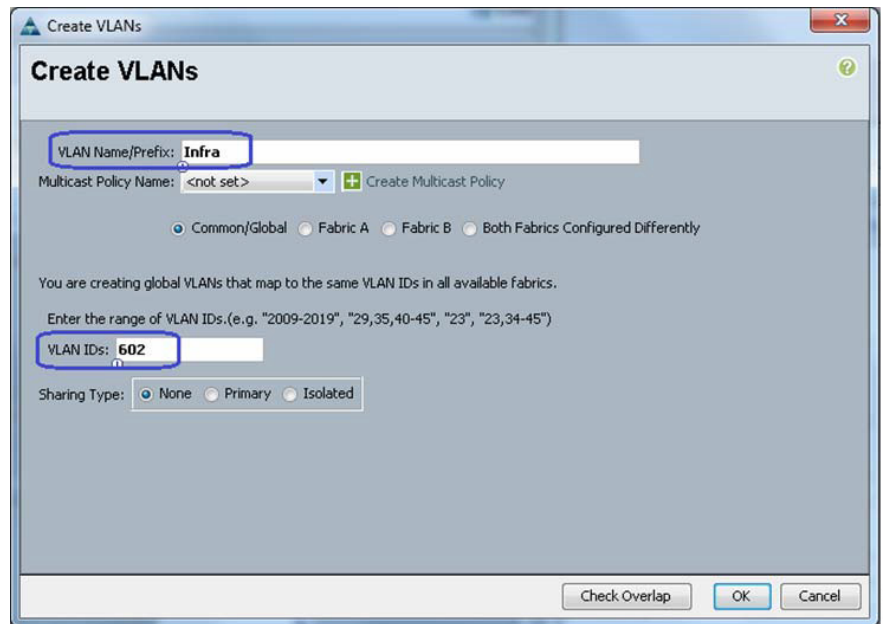 Create VLANs
Create VLANs
VLAN Name/Prefix: Infra
Multicast Policy Name: <not set> Create Multicast Policy
Common/Global Fabric A Fabric B Both Fabrics Configured Differently
You are creating global VLANs that map to the same VLAN IDs in all available fabrics.
Enter the range of VLAN IDs.(e.g. "2009-2019", "29,35,40-45", "23", "23,34-45")
VLAN IDs: 602
Sharing Type: None Primary Isolated
Check Overlap OK Cancel